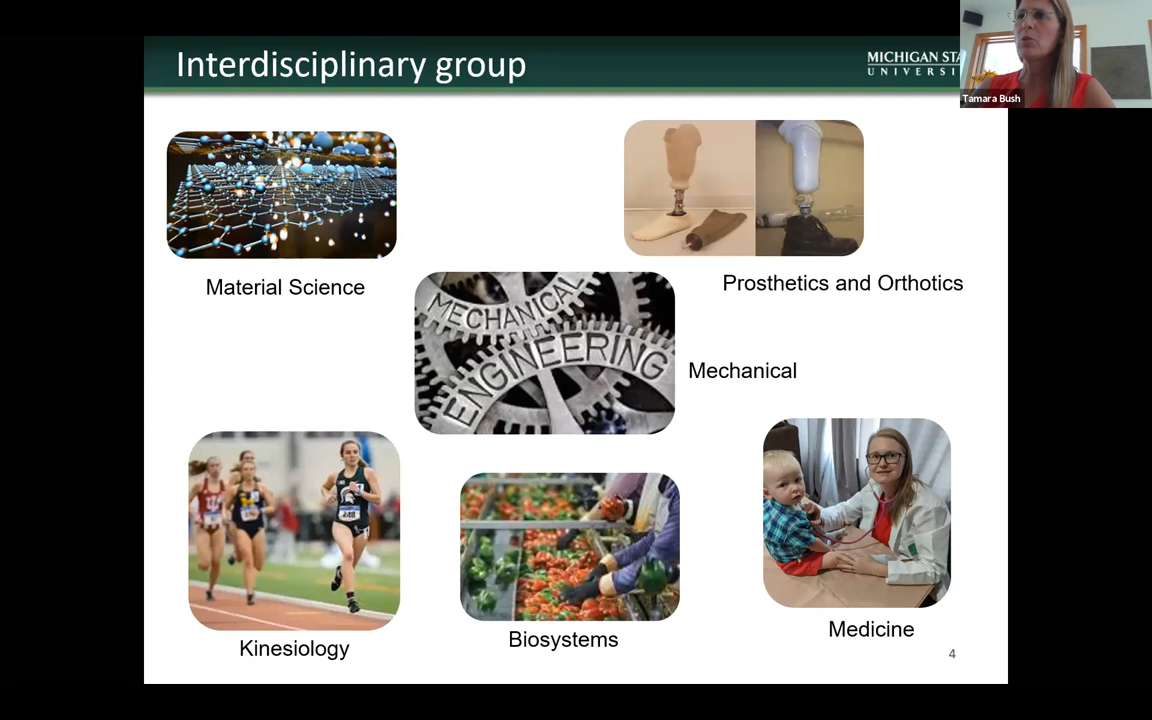 Interdisciplinary group
MICHIGAN STA
UNIVERSI
Tamara Bush
Material Science
Prosthetics and Orthotics
MECHANICAL
ENGINEERING
Mechanical
Kinesiology
Biosystems
Medicine
4